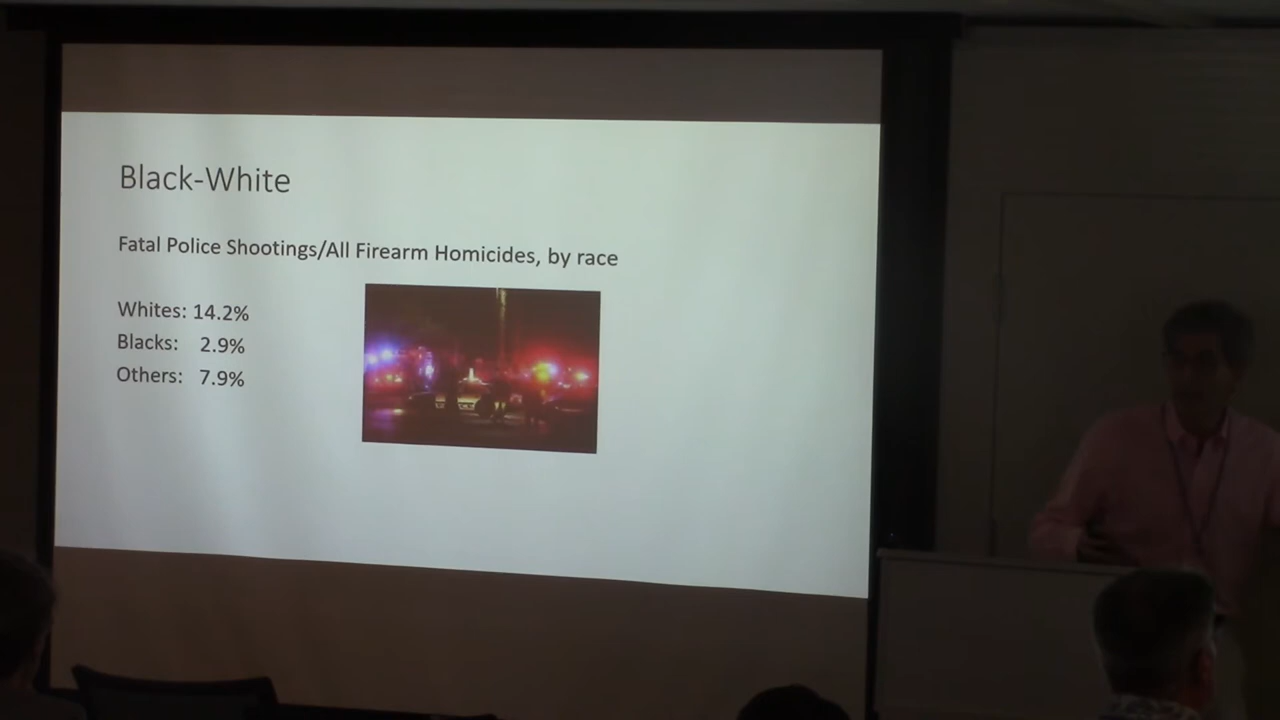 Black-White
Fatal Police Shootings/All Firearm Homicides, by race
Whites: 14.2%
Blacks: 2.9%
Others: 7.9%